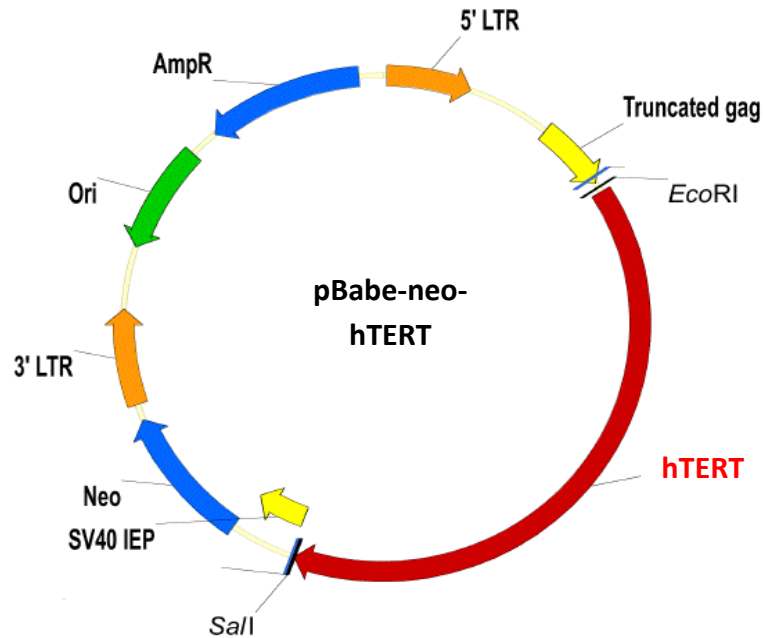 5' LTR
AmpR
Truncated gag
EcoRI
Ori
pBabe-neo-
hTERT
3' LTR
hTERT
Neo
SV40 IEP
SalI